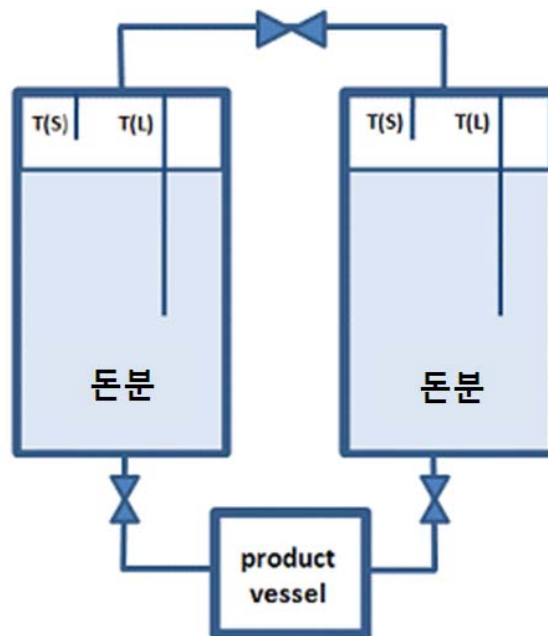 T(S) T(L) T(S) T(L)
돈분 돈분
product
vessel